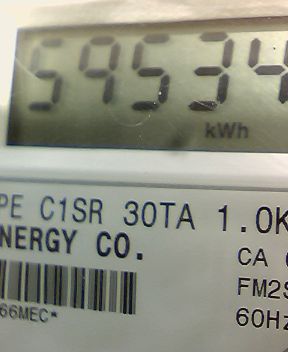 59534
kWh
PE C1SR 30TA 1.0K
NERGY CO.
CA
FM2S
66MEC*
60Hz